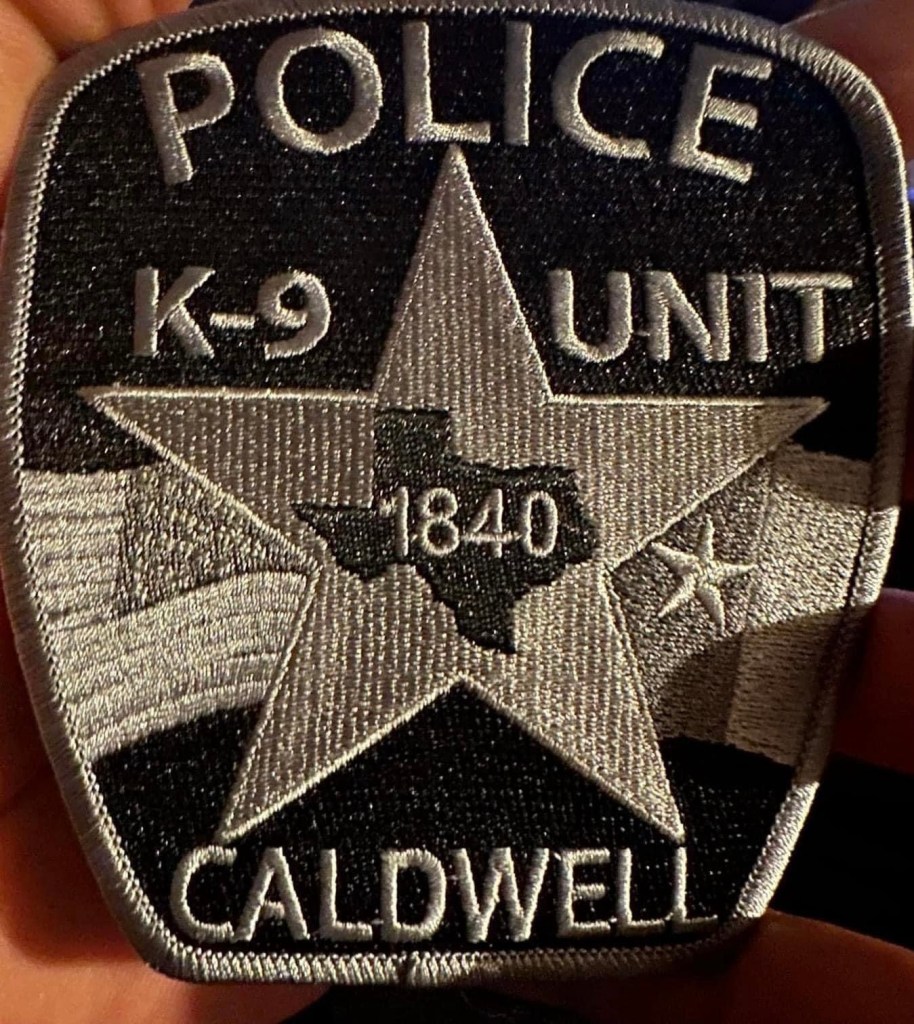 POLICE
K-9 UNIT
1840
CALDWELL